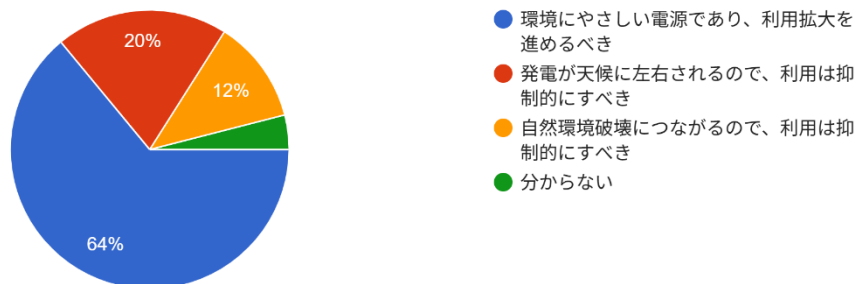 20%
12%
64%
環境にやさしい電源であり、利用拡大を
進めるべき
発電が天候に左右されるので、利用は抑
制的にすべき
自然環境破壊につながるので、利用は抑
制的にすべき
分からない